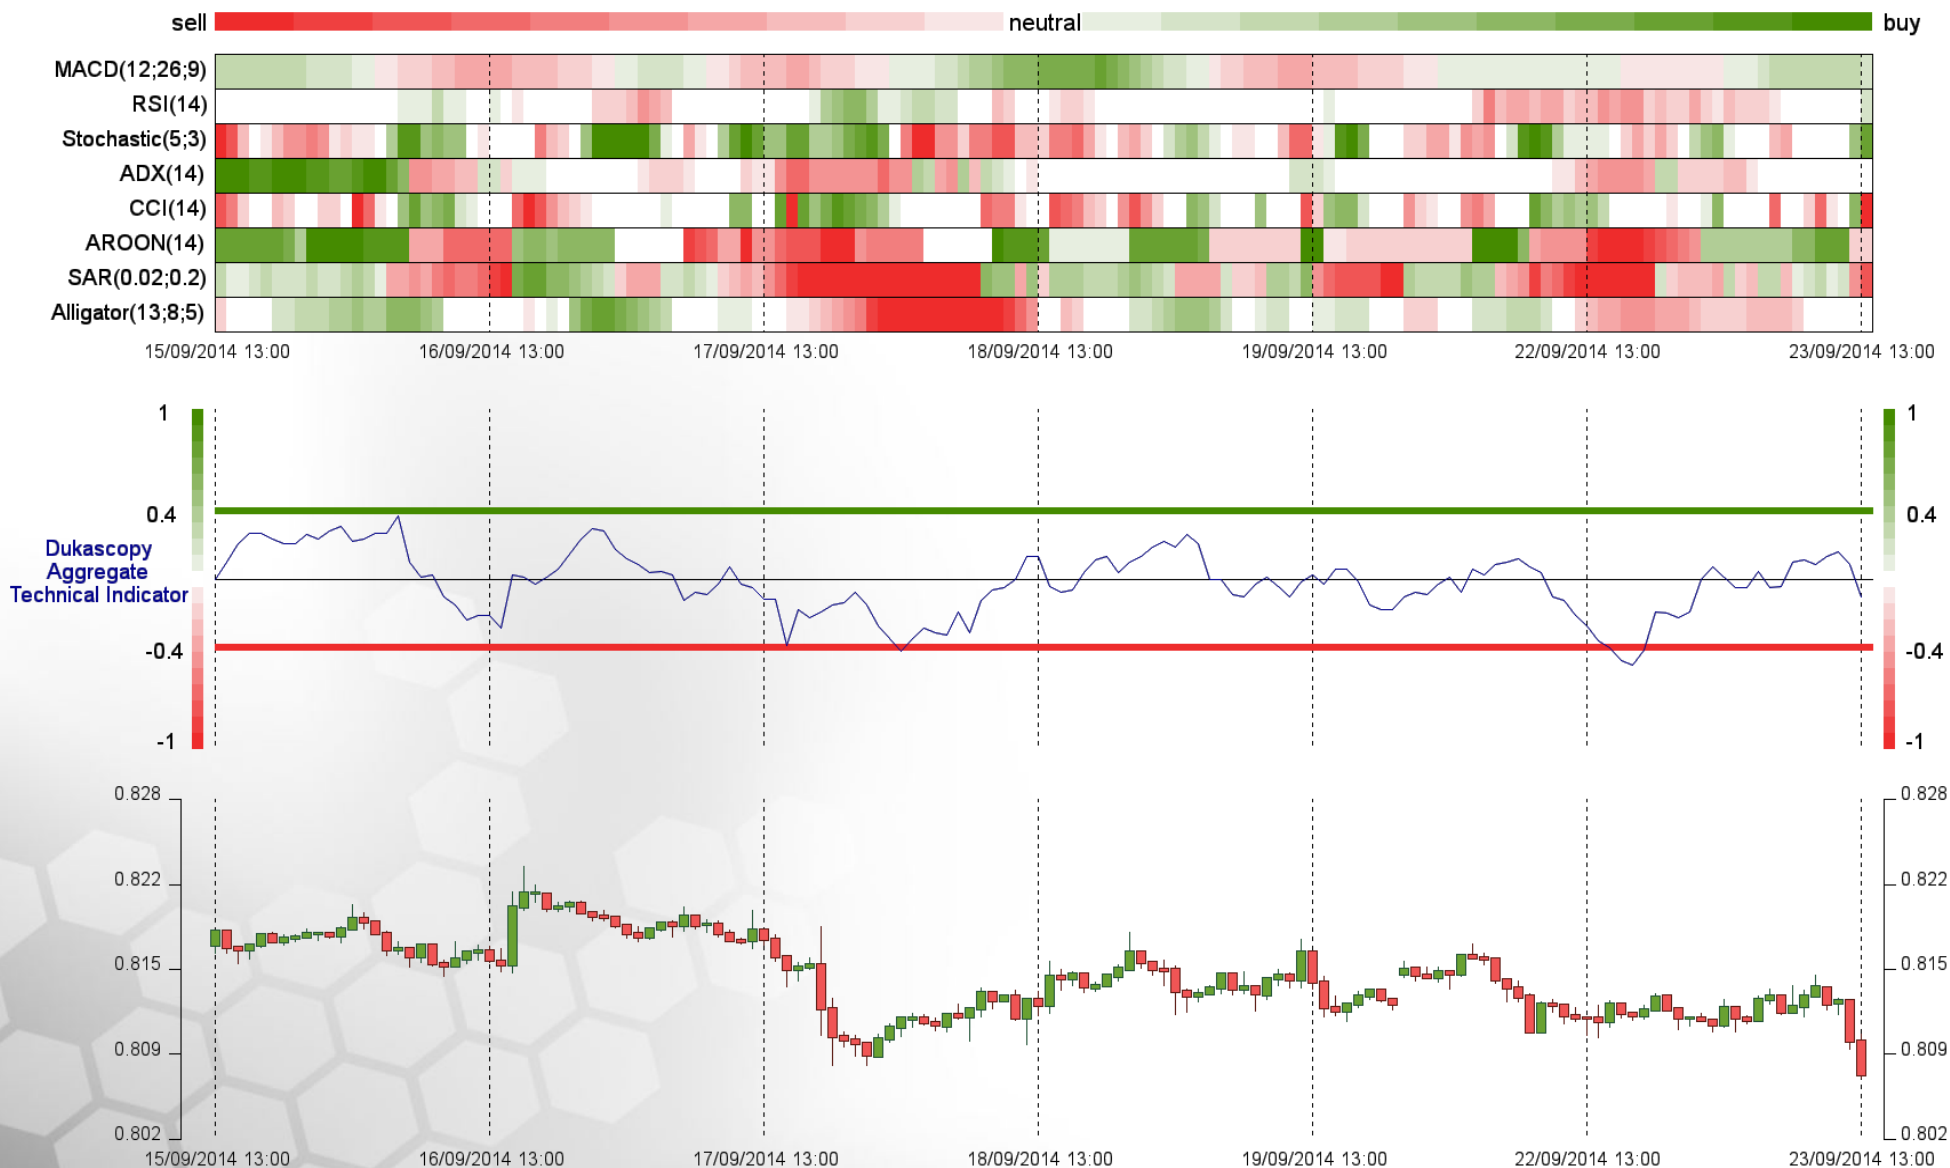 sell neutral buy
MACD(12;26;9)
RSI(14)
Stochastic(5;3)
ADX(14)
CCI(14)
AROON(14)
SAR(0.02;0.2)
Alligator(13;8;5)
15/09/2014 13:00 16/09/2014 13:00 17/09/2014 13:00 18/09/2014 13:00 19/09/2014 13:00 22/09/2014 13:00 23/09/2014 13:00
1 1
0.4 0.4
Dukascopy
Aggregate
Technical Indicator
-0.4 -0.4
-1 -1
0.828 0.828
0.822 0.822
0.815 0.815
0.809 0.809
0.802 0.802
15/09/2014 13:00 16/09/2014 13:00 17/09/2014 13:00 18/09/2014 13:00 19/09/2014 13:00 22/09/2014 13:00 23/09/2014 13:00